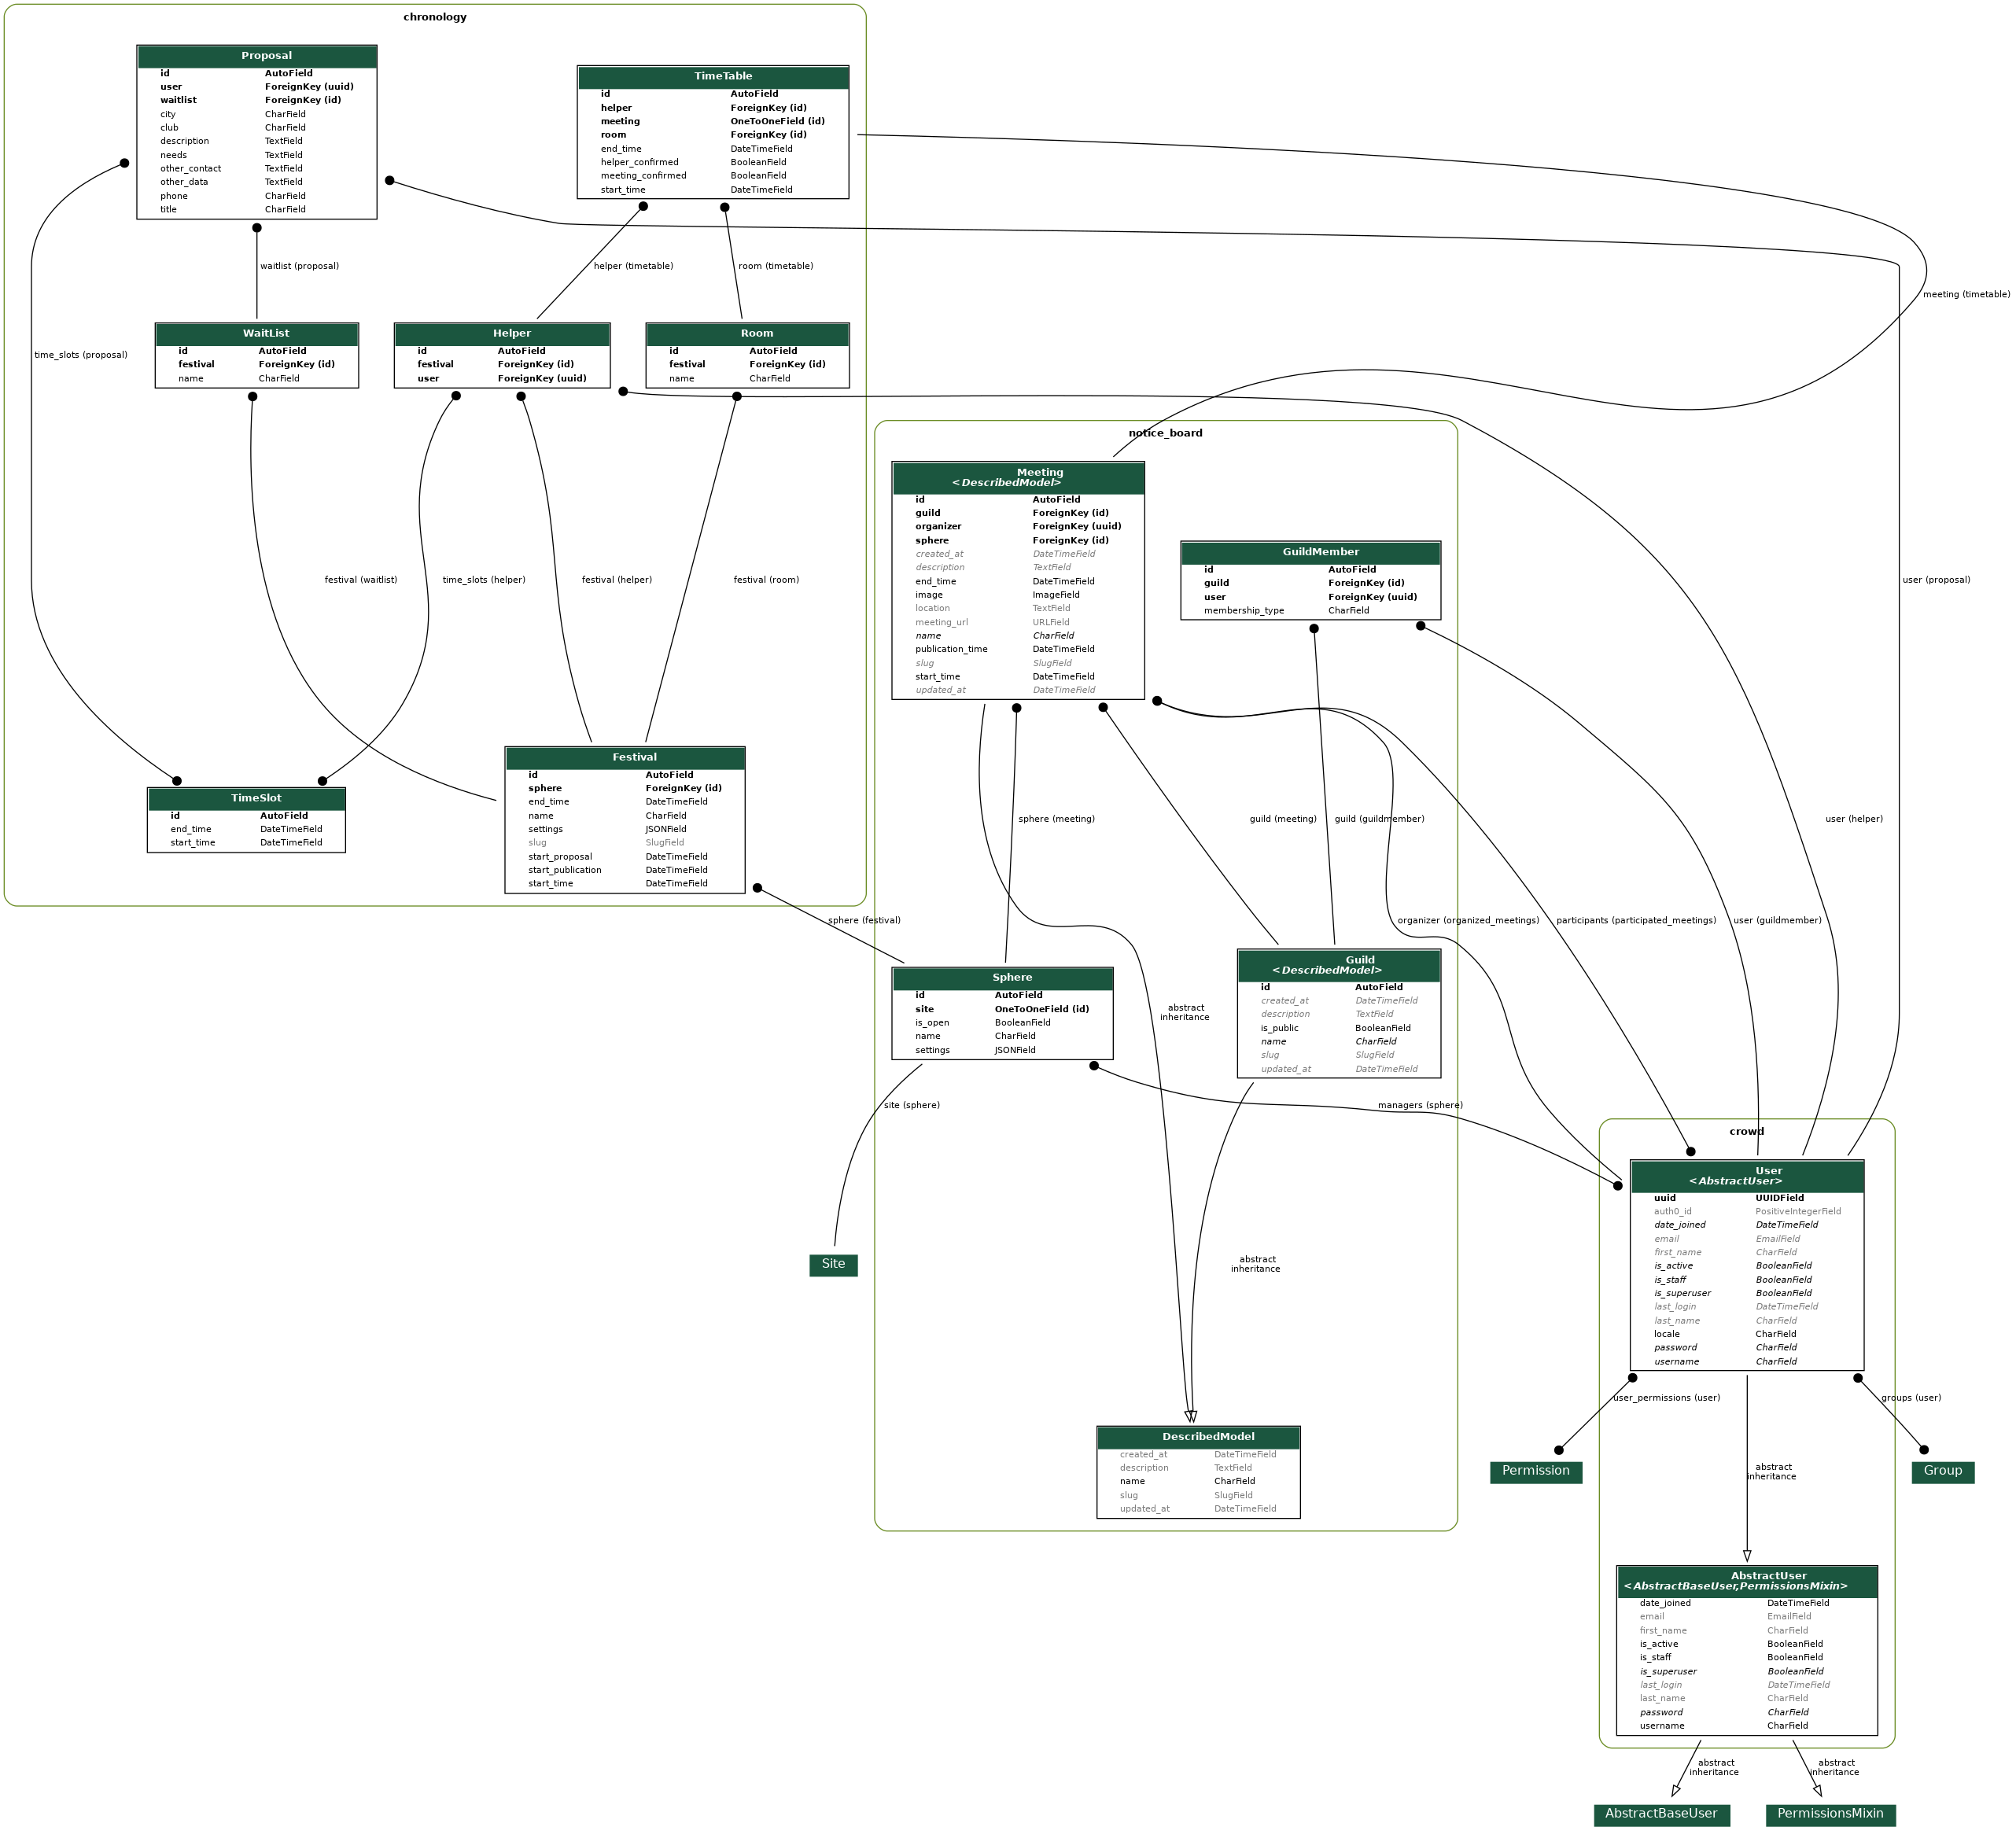 chronology
Proposal
id AutoField
user ForeignKey (uuid)
waitlist ForeignKey (id)
city CharField
club CharField
description TextField
needs TextField
other_contact TextField
other_data TextField
phone CharField
title CharField
TimeTable
id AutoField
helper ForeignKey (id)
meeting OneToOneField (id)
room ForeignKey (id)
end_time DateTimeField
helper_confirmed BooleanField
meeting_confirmed BooleanField
start_time DateTimeField
waitlist (proposal)
helper (timetable)
room (timetable)
meeting (timetable)
time_slots (proposal)
WaitList
id AutoField
festival ForeignKey (id)
name CharField
Helper
id AutoField
festival ForeignKey (id)
user ForeignKey (uuid)
Room
id AutoField
festival ForeignKey (id)
name CharField
festival (waitlist)
time_slots (helper)
festival (helper)
festival (room)
user (proposal)
TimeSlot
id AutoField
end_time DateTimeField
start_time DateTimeField
Festival
id AutoField
sphere ForeignKey (id)
end_time DateTimeField
name CharField
settings JSONField
slug SlugField
start_proposal DateTimeField
start_publication DateTimeField
start_time DateTimeField
notice_board
Meeting
<DescribedModel>
id AutoField
guild ForeignKey (id)
organizer ForeignKey (uuid)
sphere ForeignKey (id)
created_at DateTimeField
description TextField
end_time DateTimeField
image ImageField
location TextField
meeting_url URLField
name CharField
publication_time DateTimeField
slug SlugField
start_time DateTimeField
updated_at DateTimeField
GuildMember
id AutoField
guild ForeignKey (id)
user ForeignKey (uuid)
membership_type CharField
sphere (meeting)
guild (meeting)
guild (guildmember)
user (helper)
sphere (festival)
organizer (organized_meetings)
participants (participated_meetings)
user (guildmember)
Sphere
id AutoField
site OneToOneField (id)
is_open BooleanField
name CharField
settings JSONField
abstract
inheritance
Guild
<DescribedModel>
id AutoField
created_at DateTimeField
description TextField
is_public BooleanField
name CharField
slug SlugField
updated_at DateTimeField
site (sphere)
managers (sphere)
Site
abstract
inheritance
DescribedModel
created_at DateTimeField
description TextField
name CharField
slug SlugField
updated_at DateTimeField
crowd
User
<AbstractUser>
uuid UUIDField
auth0_id PositiveIntegerField
date_joined DateTimeField
email EmailField
first_name CharField
is_active BooleanField
is_staff BooleanField
is_superuser BooleanField
last_login DateTimeField
last_name CharField
locale CharField
password CharField
username CharField
user_permissions (user)
groups (user)
Permission
abstract
inheritance
Group
AbstractUser
<AbstractBaseUser,PermissionsMixin>
date_joined DateTimeField
email EmailField
first_name CharField
is_active BooleanField
is_staff BooleanField
is_superuser BooleanField
last_login DateTimeField
last_name CharField
password CharField
username CharField
abstract
inheritance
abstract
inheritance
AbstractBaseUser
PermissionsMixin